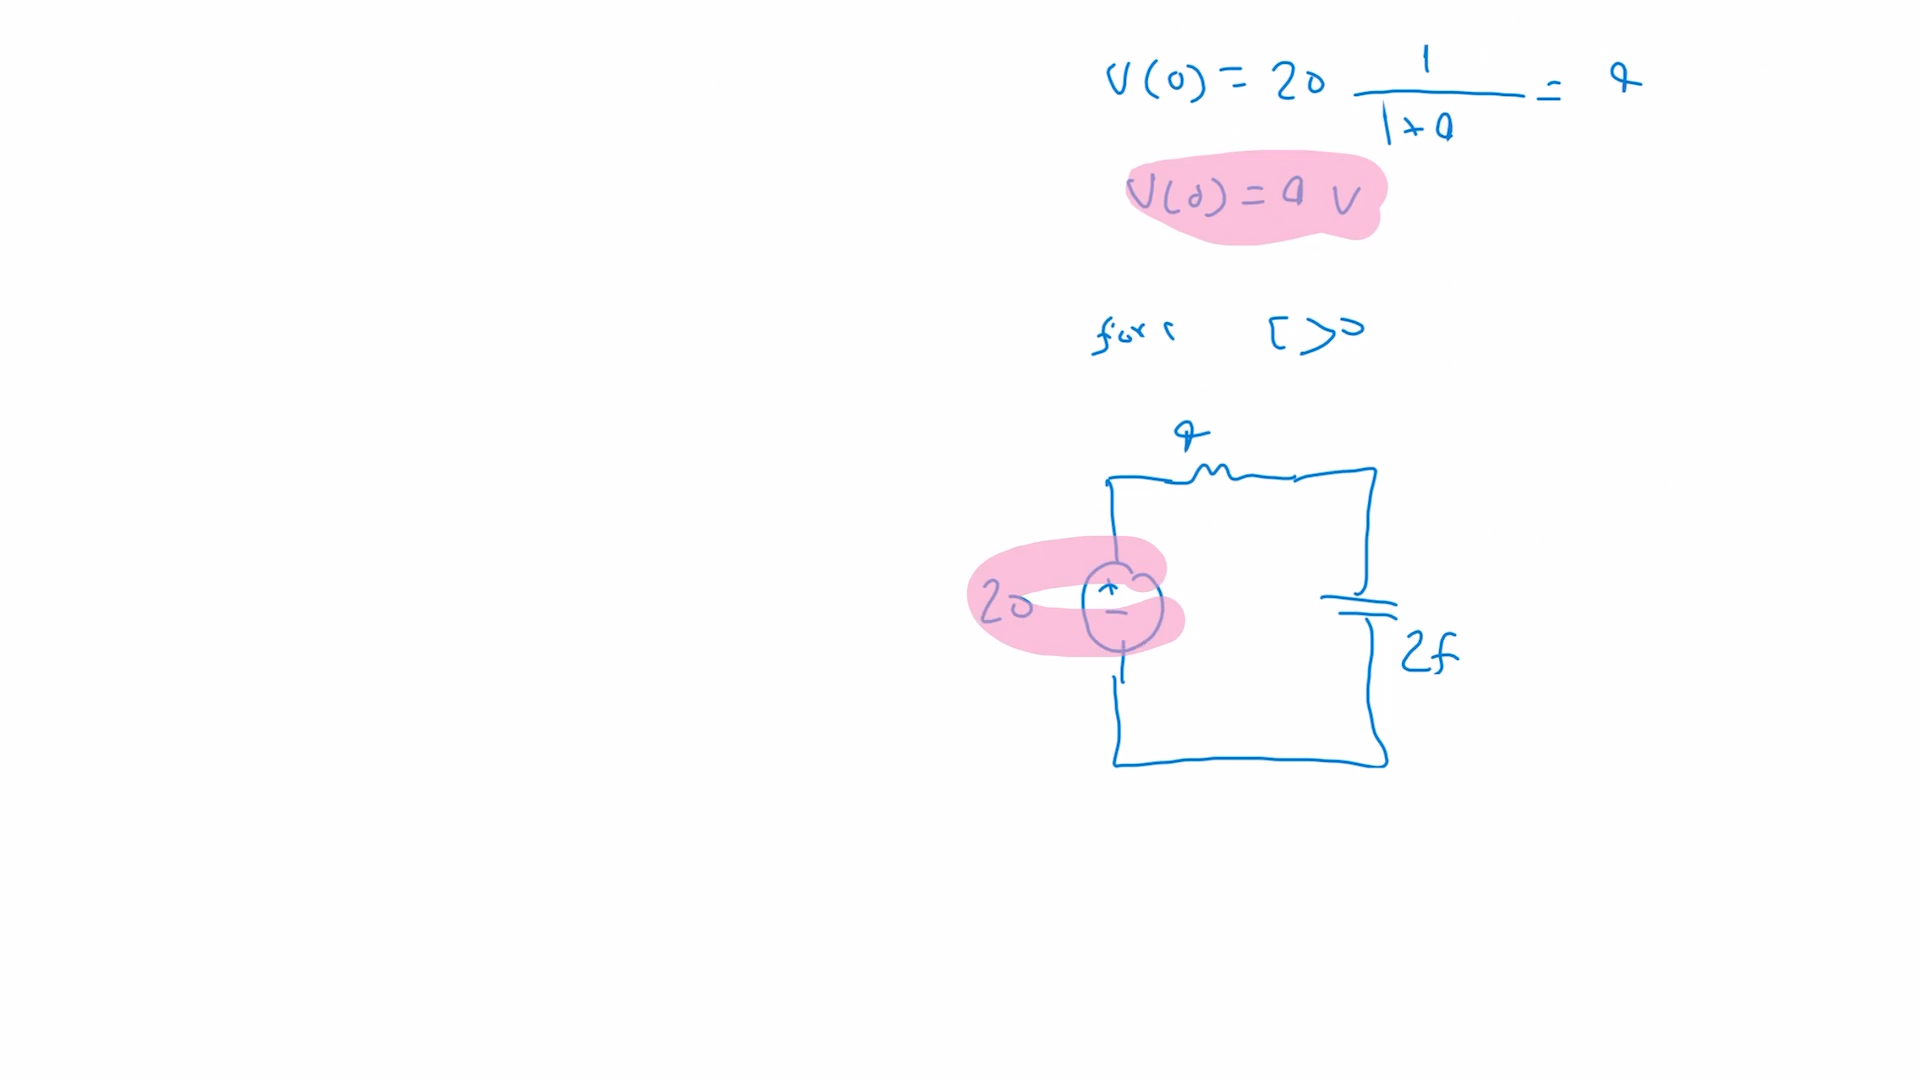 V(0) = 20 1/(1+4) = 4
V(0) = 4 V
for t > 0
4
20
+
-
2f